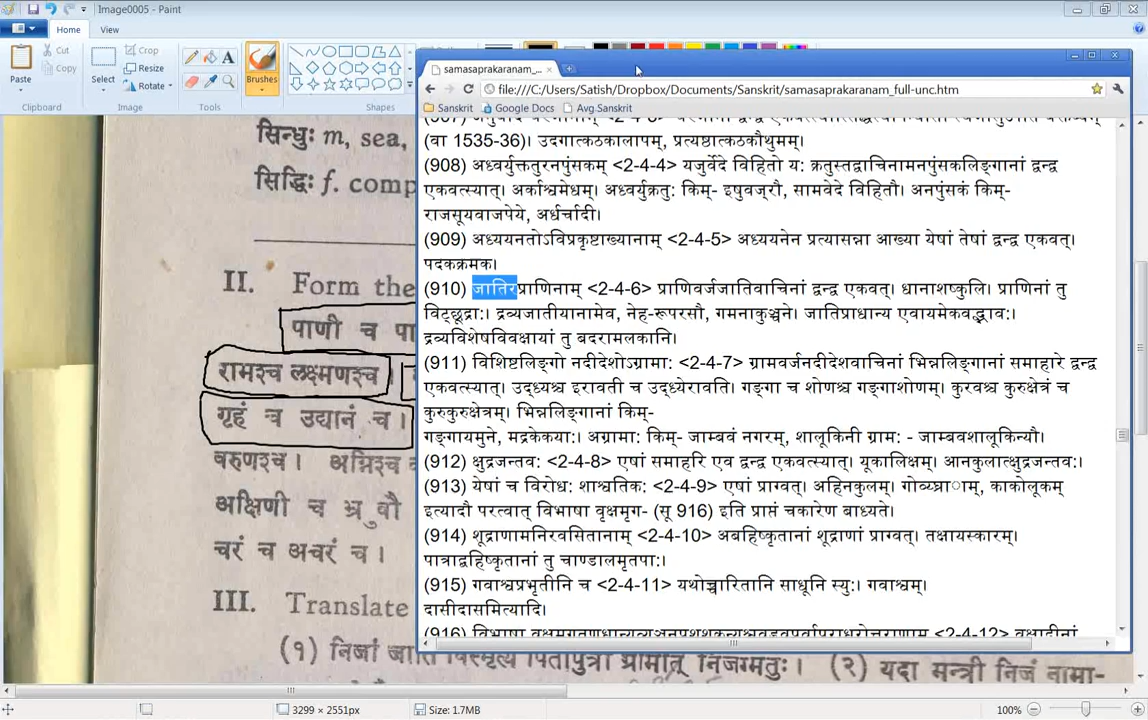 Image0005 - Paint
Home View
Paste
Cut
Copy
Clipboard
Select
Crop
Resize
Rotate
Image
Tools
Brushes
Shapes
samasaprakaranam_...
file:///C:/Users/Satish/Dropbox/Documents/Sanskrit/samasaprakaranam_full-unc.htm
Sanskrit Google Docs Avg Sanskrit
(वा 1535-36)। उदगात्कठकालापम्, प्रत्यष्ठात्कठकौथुमम्।
(908) अध्वर्युक्रतुरनपुंसकम् <2-4-4> यजुर्वेदे विहितो य: क्रतुस्तद्वाचिनामनपुंसकलिङ्गानां द्वन्द्व
एकवत्स्यात्। अर्काश्वमेधम्। अध्वर्युक्रतु: किम्- इषुवज्रौ, सामवेदे विहितौ। अनपुंसकं किम्-
राजसूयवाजपेये, अर्धर्चादी।
(909) अध्ययनतोऽविप्रकृष्टाख्यानाम् <2-4-5> अध्ययनेन प्रत्यासन्ना आख्या येषां तेषां द्वन्द्व एकवत्।
पदकक्रमक।
(910) जातिरप्राणिनाम् <2-4-6> प्राणिवर्जजातिवाचिनां द्वन्द्व एकवत्। धानाशष्कुलि। प्राणिनां तु
विट्छूद्रा:। द्रव्यजातीयानामेव, नेह-रूपरसौ, गमनाकुञ्चने। जातिप्राधान्य एवायमेकवद्भाव:।
द्रव्यविशेषविवक्षायां तु बदरामलकानि।
(911) विशिष्टलिङ्गो नदीदेशोऽग्रामा: <2-4-7> ग्रामवर्जनदीदेशवाचिनां भिन्नलिङ्गानां समाहारे द्वन्द्व
एकवत्स्यात्। उद्ध्यश्च इरावती च उद्ध्येरावति। गङ्गा च शोणश्च गङ्गाशोणम्। कुरवश्च कुरुक्षेत्रं च
कुरुकुरुक्षेत्रम्। भिन्नलिङ्गानां किम्-
गङ्गायमुने, मद्रकेकया:। अग्रामा: किम्- जाम्बवं नगरम्, शालूकिनी ग्राम: - जाम्बवशालूकिन्यौ।
(912) क्षुद्रजन्तव: <2-4-8> एषां समाहरि एव द्वन्द्व एकवत्स्यात्। यूकालिक्षम्। आनकुलात्क्षुद्रजन्तव:।
(913) येषां च विरोध: शाश्वतिक: <2-4-9> एषां प्राग्वत्। अहिनकुलम्। काकोलूकम्
इत्यादौ परत्वात् विभाषा वृक्षमृग- (सू 916) इति प्राप्तं चकारेण बाध्यते।
(914) शूद्राणामनिरवसितानाम् <2-4-10> अबहिष्कृतानां शूद्राणां प्राग्वत्। तक्षायस्कारम्।
पात्राद्वहिष्कृतानां तु चाण्डालमृतपा:।
(915) गवाश्वप्रभृतीनि च <2-4-11> यथोच्चारितानि साधूनि स्यु:। गवाश्वम्।
दासीदासमित्यादि।
सिन्धुः m, sea,
सिद्धिः f. comp
II. Form the
पाणी च पा
रामश्च लक्ष्मणश्च
गृहं च उद्यानं च।
वरुणश्च।
अक्षिणी च भ्रुवौ
चरं च अचरं च।
III. Translate
(१) निजां (२) यदा मन्त्री निजं नामा-
3299 × 2551px
Size: 1.7MB
100%